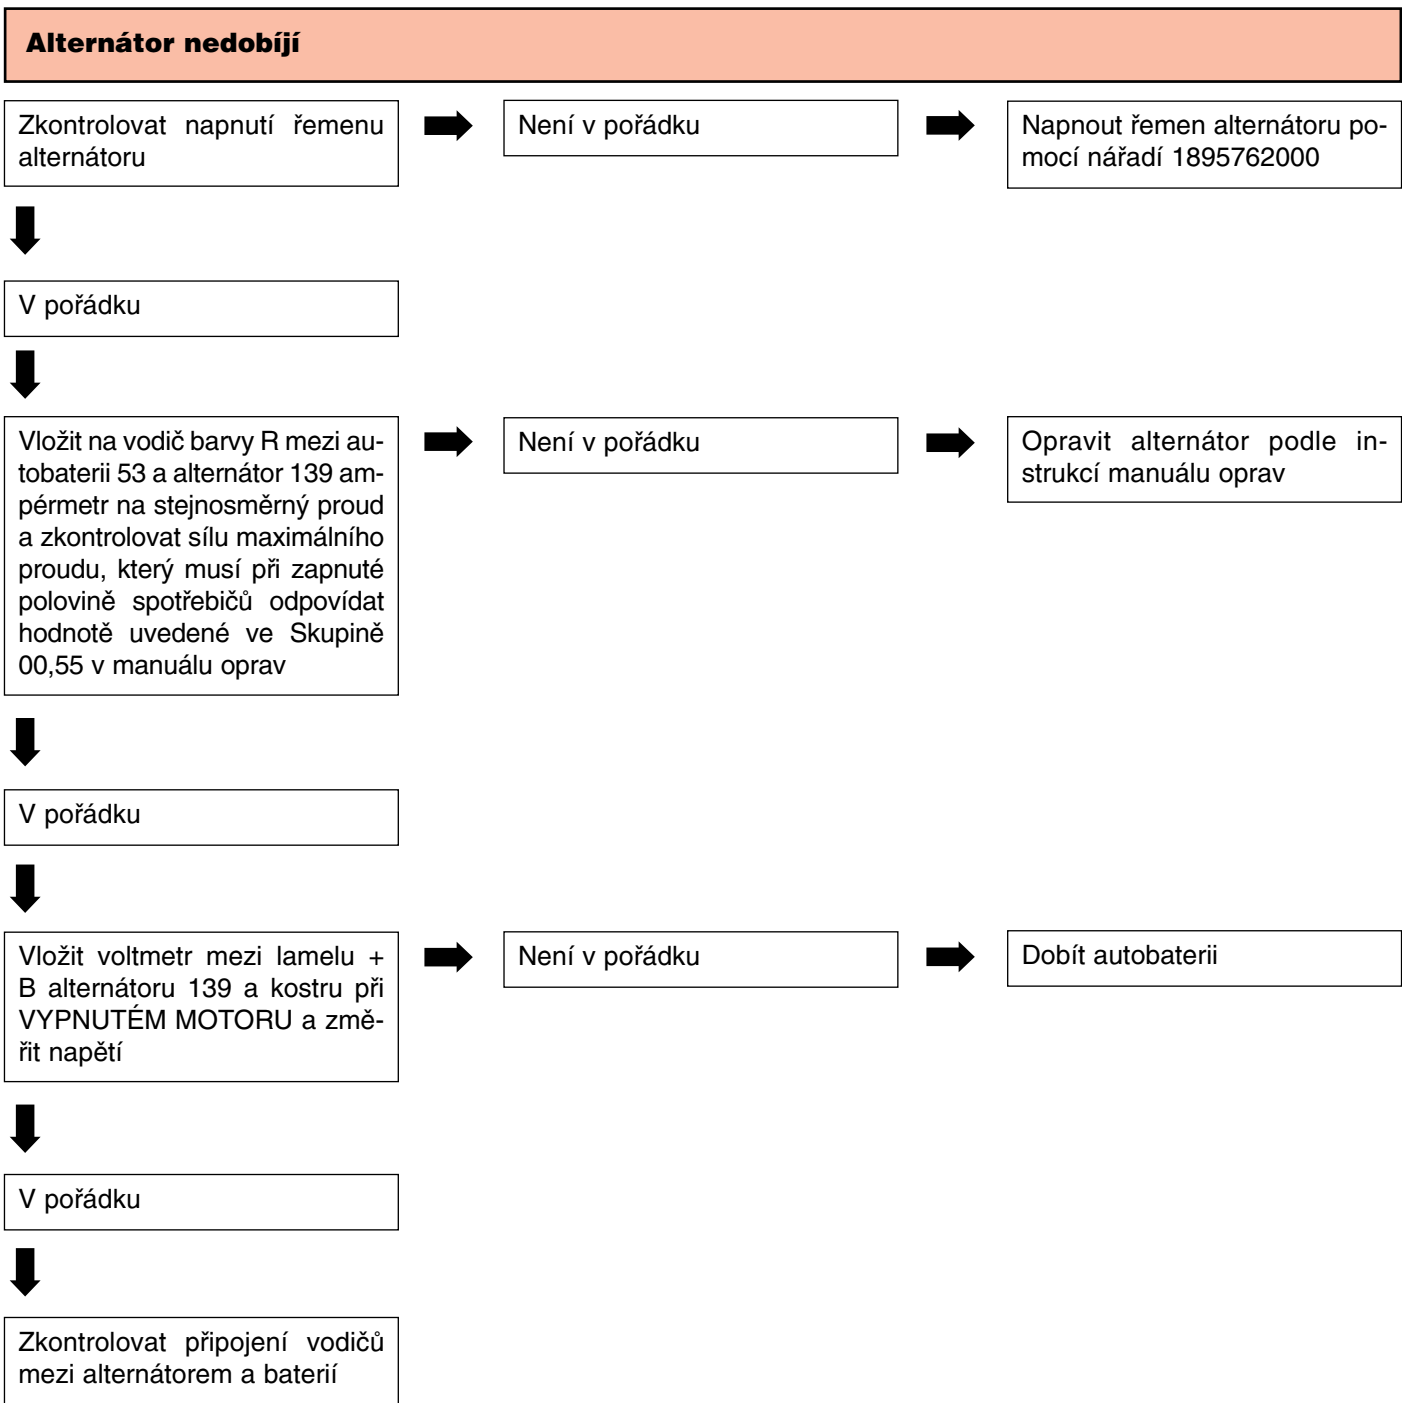 Alternátor nedobíjí
Zkontrolovat napnutí řemenu
alternátoru
Není v pořádku
Napnout řemen alternátoru po-
mocí nářadí 1895762000
V pořádku
Vložit na vodič barvy R mezi au-
tobaterii 53 a alternátor 139 am-
pérmetr na stejnosměrný proud
a zkontrolovat sílu maximálního
proudu, který musí při zapnuté
polovině spotřebičů odpovídat
hodnotě uvedené ve Skupině
00,55 v manuálu oprav
Není v pořádku
Opravit alternátor podle in-
strukcí manuálu oprav
V pořádku
Vložit voltmetr mezi lamelu +
B alternátoru 139 a kostru při
VYPNUTÉM MOTORU a změ-
řit napětí
Není v pořádku
Dobít autobaterii
V pořádku
Zkontrolovat připojení vodičů
mezi alternátorem a baterií